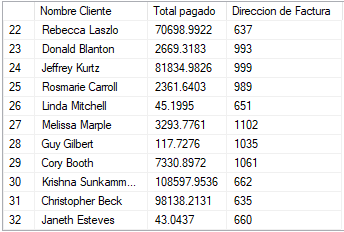 Nombre Cliente Total pagado Direccion de Factura
22 Rebecca Laszlo 70698.9922 637
23 Donald Blanton 2669.3183 993
24 Jeffrey Kurtz 81834.9826 999
25 Rosmarie Carroll 2361.6403 989
26 Linda Mitchell 45.1995 651
27 Melissa Marple 3293.7761 1102
28 Guy Gilbert 117.7276 1035
29 Cory Booth 7330.8972 1061
30 Krishna Sunkamm... 108597.9536 662
31 Christopher Beck 98138.2131 635
32 Janeth Esteves 43.0437 660